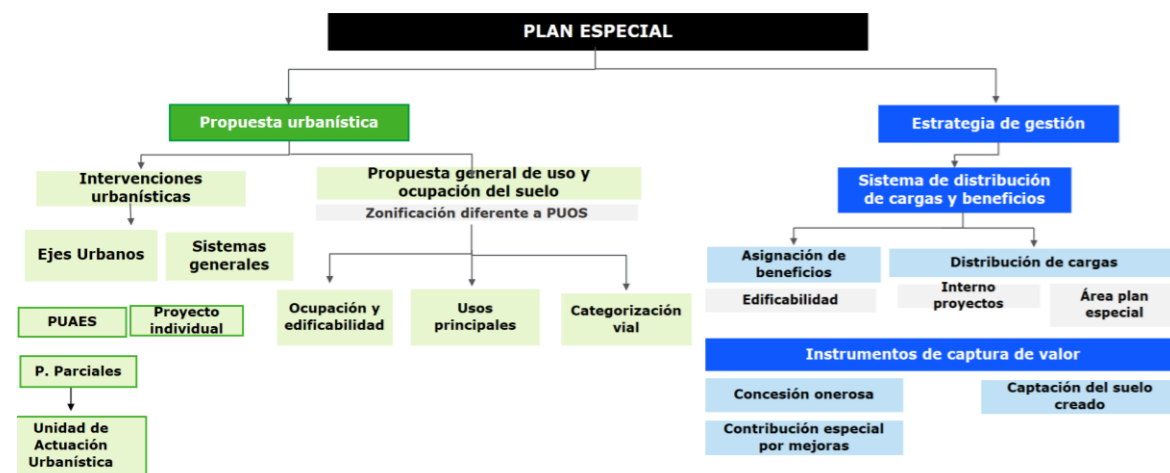 PLAN ESPECIAL
Propuesta urbanística
Estrategia de gestión
Intervenciones
urbanísticas
Propuesta general de uso y
ocupación del suelo
Zonificación diferente a PUOS
Sistema de distribución
de cargas y beneficios
Ejes Urbanos
Sistemas
generales
Asignación de
beneficios
Distribución de cargas
Edificabilidad
Interno
proyectos
Área plan
especial
PUAES
Proyecto
individual
Ocupación y
edificabilidad
Usos
principales
Categorización
vial
Instrumentos de captura de valor
P. Parciales
Concesión onerosa
Captación del suelo
creado
Unidad de
Actuación
Urbanística
Contribución especial
por mejoras